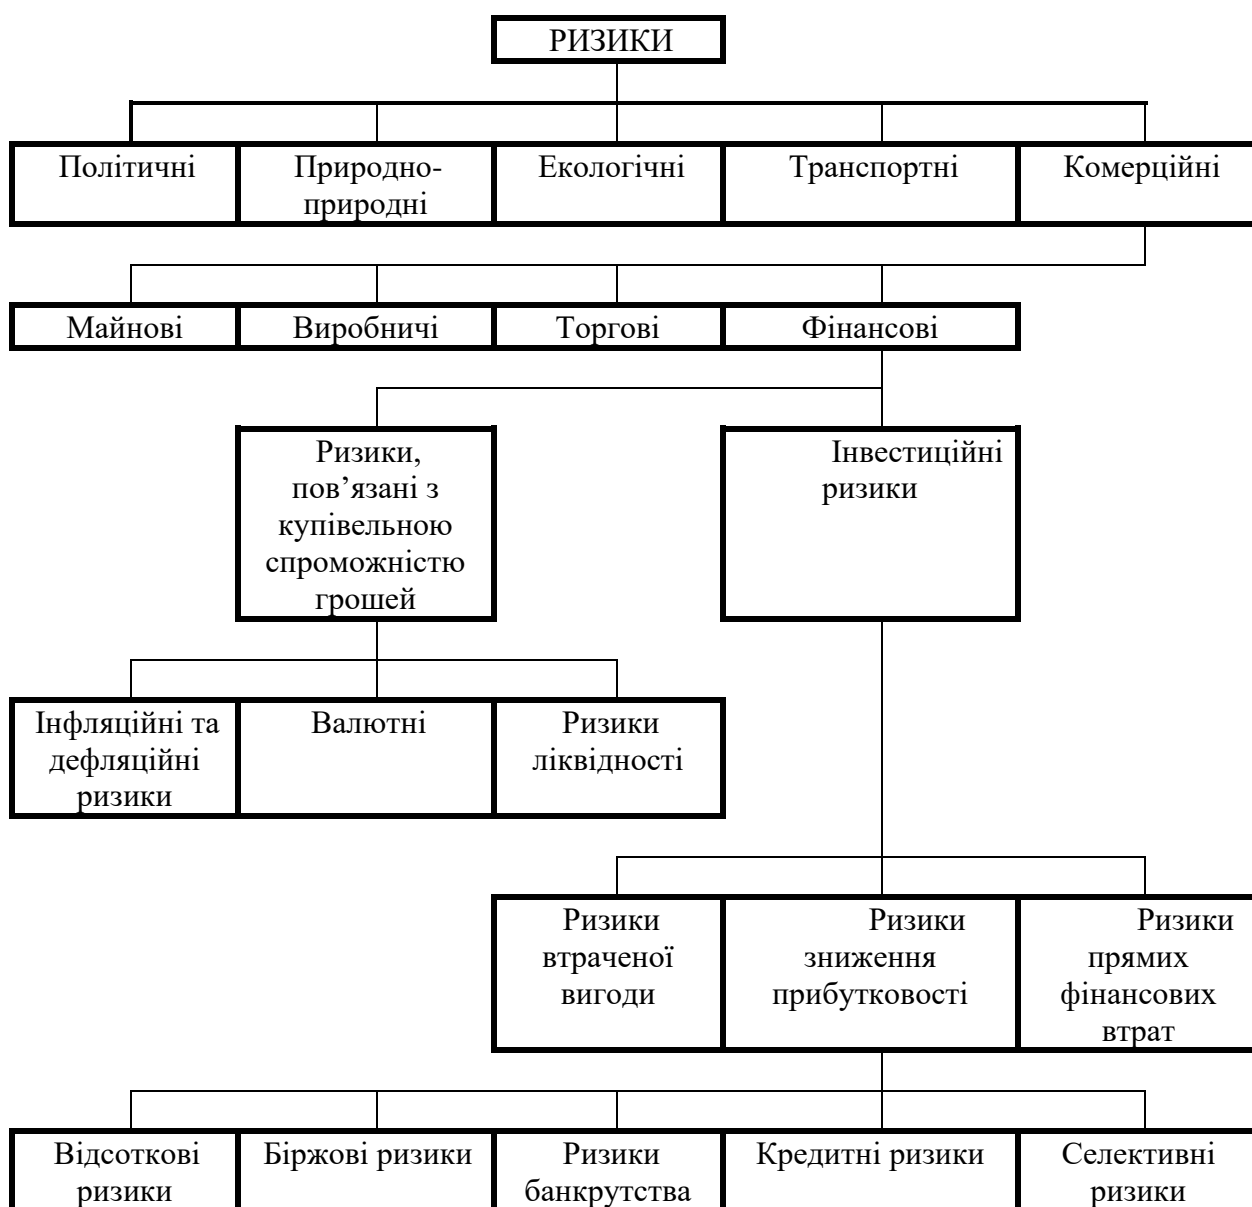 РИЗИКИ
Політичні
Природно-
природні
Екологічні
Транспортні
Комерційні
Майнові
Виробничі
Торгові
Фінансові
Ризики,
пов’язані з
купівельною
спроможністю
грошей
Інвестиційні
ризики
Інфляційні та
дефляційні
ризики
Валютні
Ризики
ліквідності
Ризики
втраченої
вигоди
Ризики
зниження
прибутковості
Ризики
прямих
фінансових
втрат
Відсоткові
ризики
Біржові ризики
Ризики
банкрутства
Кредитні ризики
Селективні
ризики